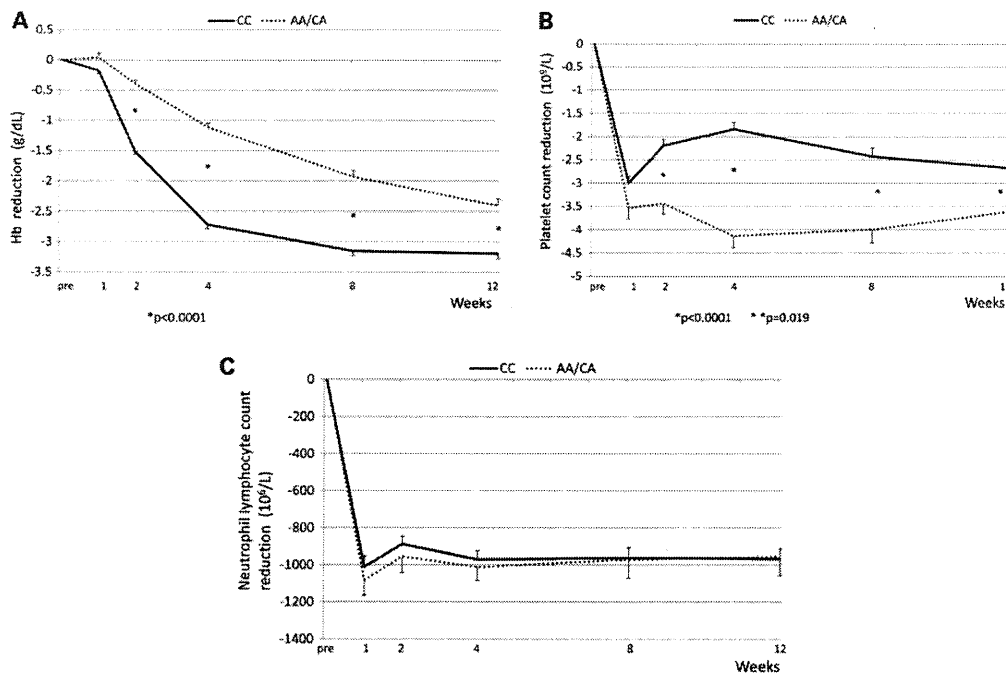 A
CC AA/CA
0.5
0
-0.5
-1
-1.5
-2
-2.5
-3
-3.5
Hb reduction (g/dL)
* * * *
pre 1 2 4 8 12
Weeks
*p<0.0001
B
CC AA/CA
0
-0.5
-1
-1.5
-2
-2.5
-3
-3.5
-4
-4.5
-5
Platelet count reduction (10⁹/L)
* * * *
pre 1 2 4 8 1
Weeks
*p<0.0001 * *p=0.019
C
CC AA/CA
0
-200
-400
-600
-800
-1000
-1200
-1400
Neutrophil lymphocyte count
reduction (10⁶/L)
pre 1 2 4 8 12
Weeks